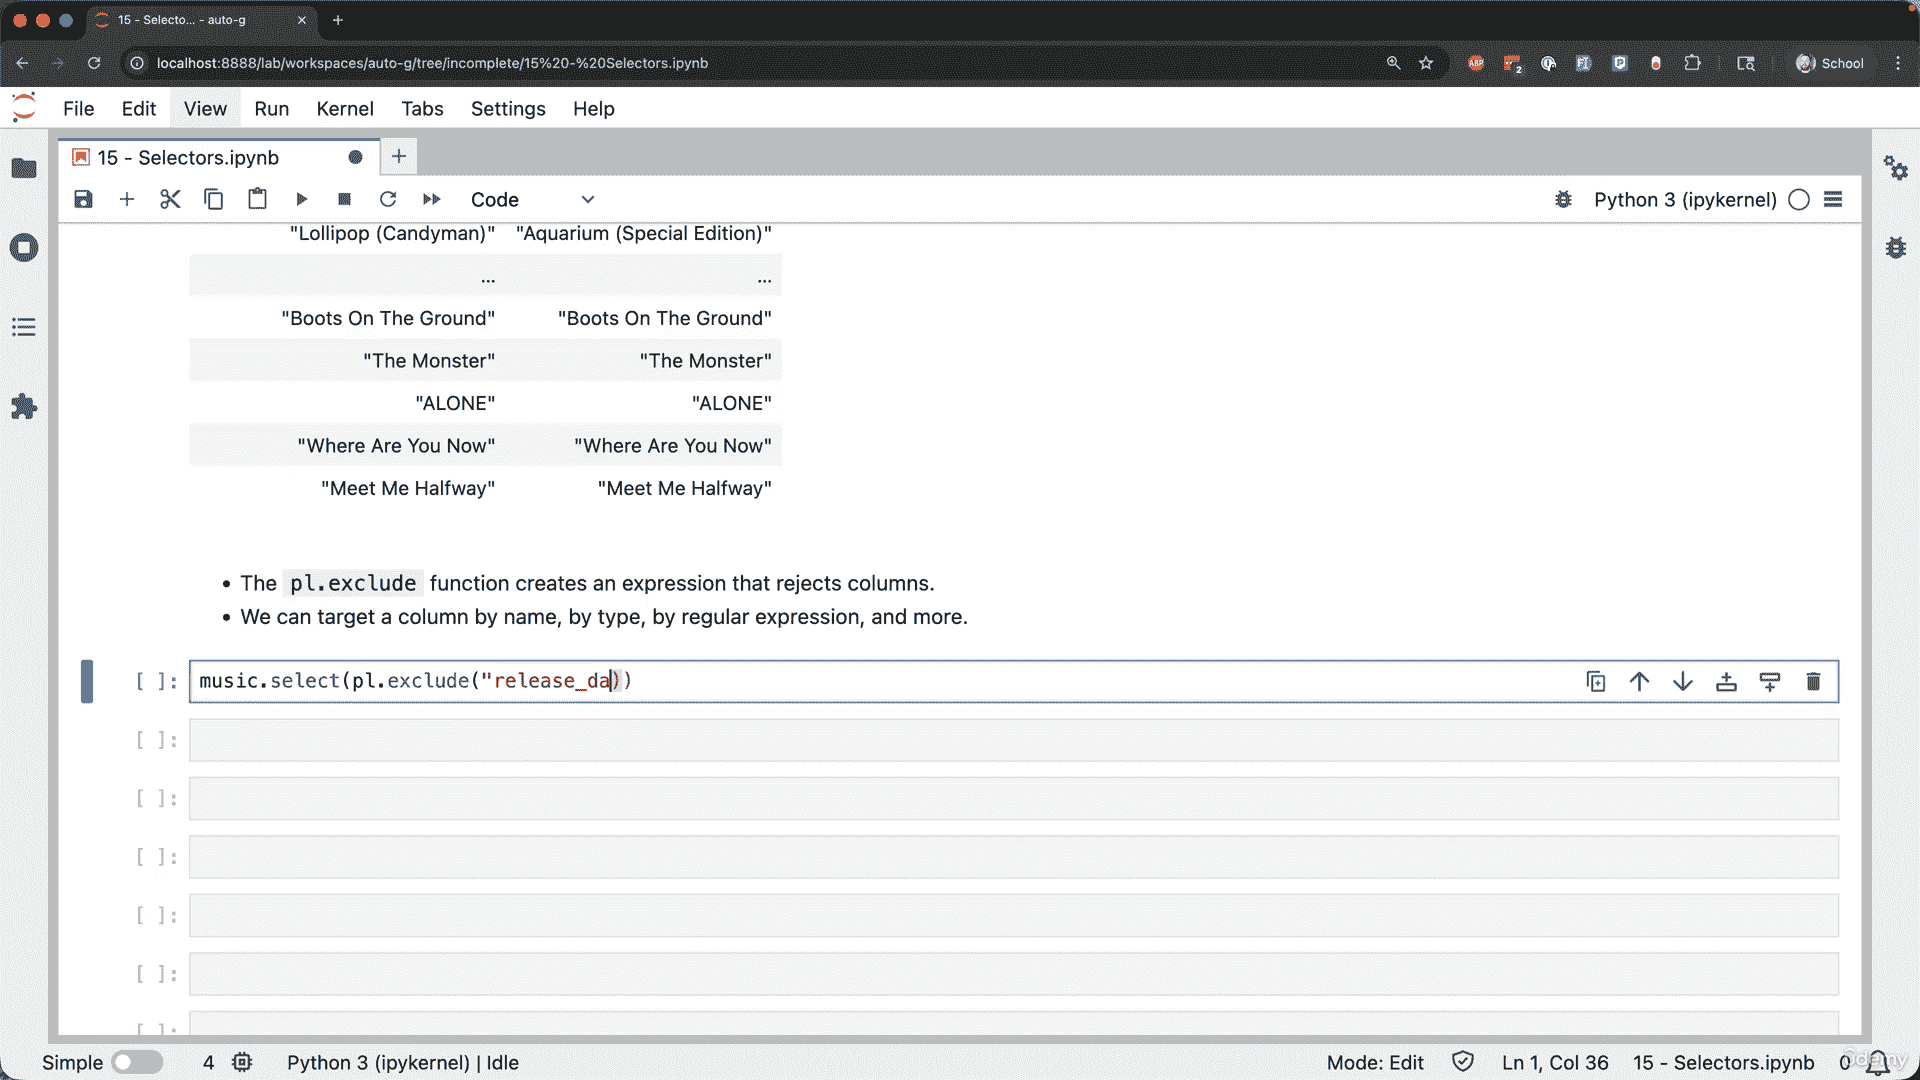 15 - Selecto... - auto-g
localhost:8888/lab/workspaces/auto-g/tree/incomplete/15%20-%20Selectors.ipynb
ABP
2
School
File Edit View Run Kernel Tabs Settings Help
15 - Selectors.ipynb
Code
Python 3 (ipykernel)
"Lollipop (Candyman)" "Aquarium (Special Edition)"
... ...
"Boots On The Ground" "Boots On The Ground"
"The Monster" "The Monster"
"ALONE" "ALONE"
"Where Are You Now" "Where Are You Now"
"Meet Me Halfway" "Meet Me Halfway"
• The pl.exclude function creates an expression that rejects columns.
• We can target a column by name, by type, by regular expression, and more.
[ ]: music.select(pl.exclude("release_da))
[ ]:
[ ]:
[ ]:
[ ]:
[ ]:
[ ]:
Simple 4 Python 3 (ipykernel) | Idle Mode: Edit Ln 1, Col 36 15 - Selectors.ipynb 0
Udemy